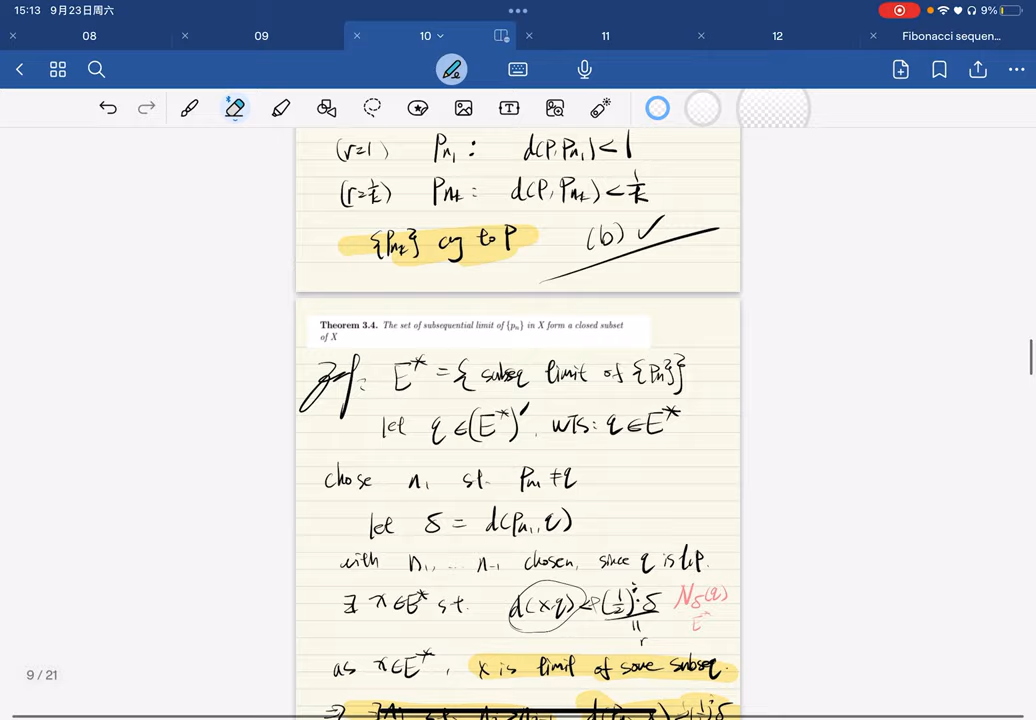 15:13 9月23日周六
9%
08
09
10
11
12
Fibonacci sequen...
(r=1) Pn₁ : d(P,Pn₁)<1
(r=1/k) Pnₖ : d(P,Pnₖ)<1/k
{Pnₖ} cg to P (b) ✓
Theorem 3.4. The set of subsequential limit of {pₙ} in X form a closed subset
of X
Pf: E* = { subseq limit of {Pn}}
let q ∈ (E*)′. WTS: q ∈ E*
chose n₁ st. Pn₁ ≠ q
let δ = d(Pn₁, q)
with n₁, ... nᵢ₋₁ chosen, since q is l.p.
∃ x ∈ E* s.t. d(x,q) < (1/2)ⁱ·δ Nδ(q)
E*
r
as x ∈ E*, x is limit of some subseq.
9 / 21